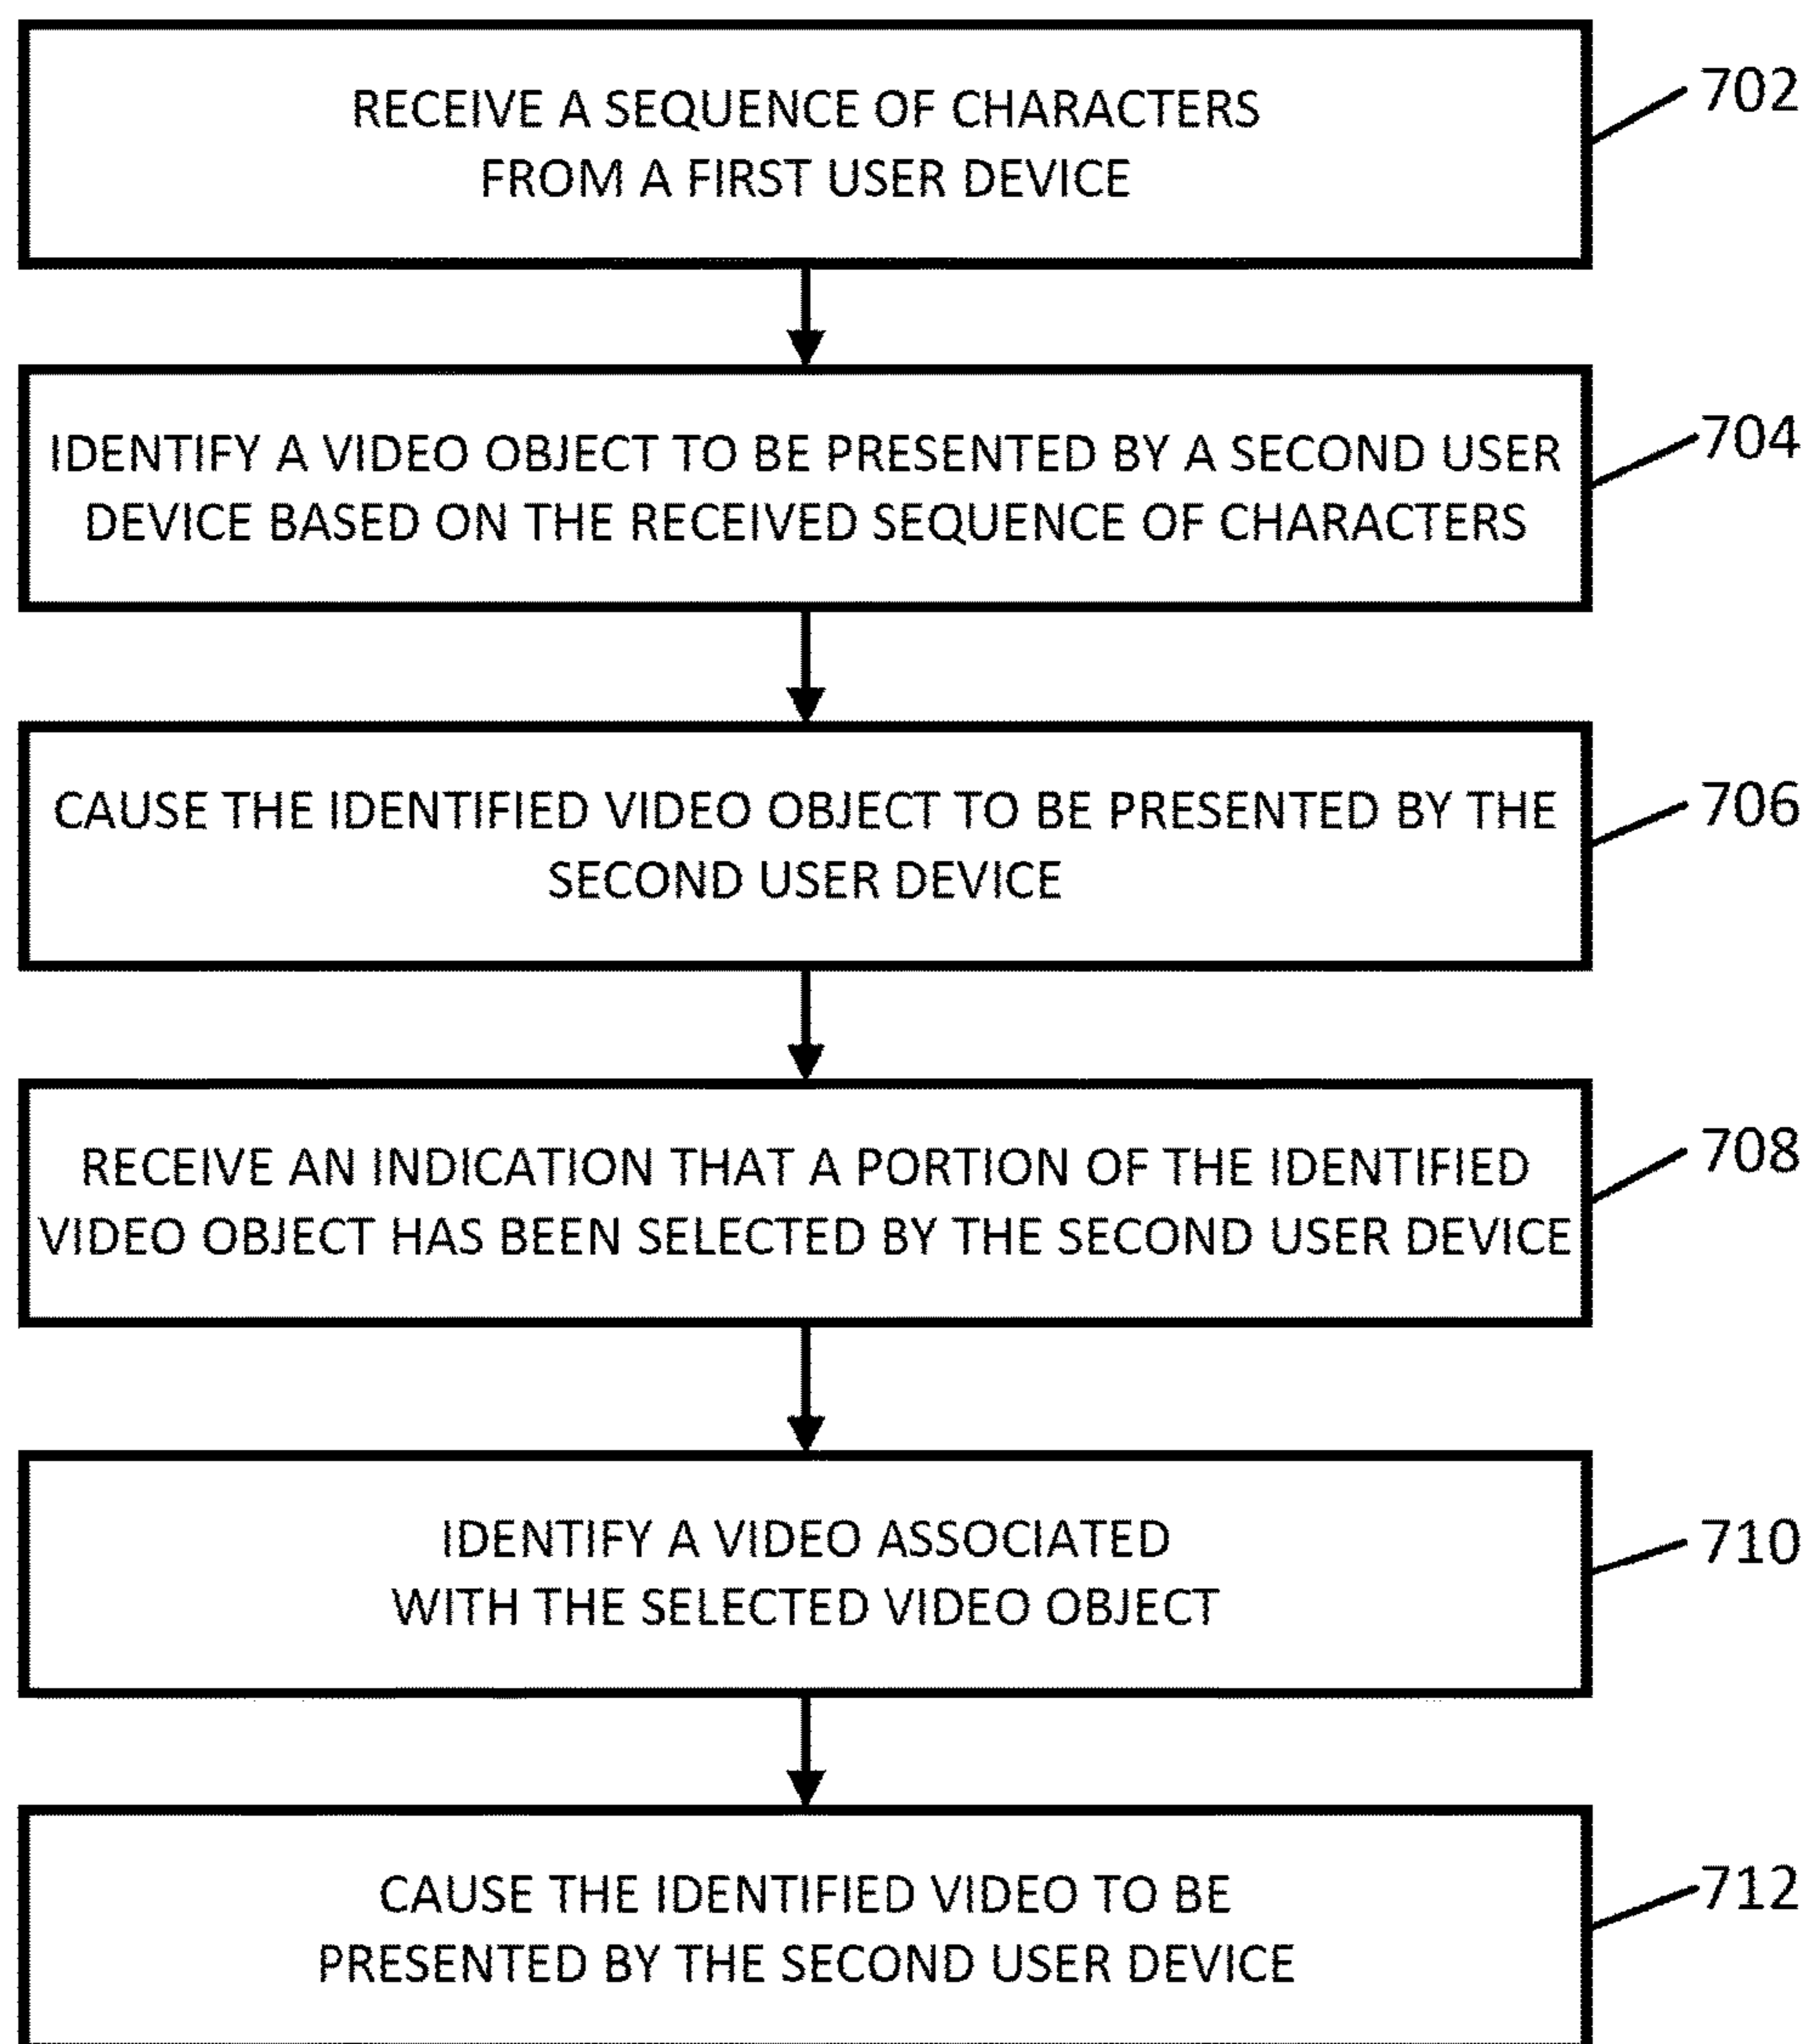 RECEIVE A SEQUENCE OF CHARACTERS
FROM A FIRST USER DEVICE
702
IDENTIFY A VIDEO OBJECT TO BE PRESENTED BY A SECOND USER
DEVICE BASED ON THE RECEIVED SEQUENCE OF CHARACTERS
704
CAUSE THE IDENTIFIED VIDEO OBJECT TO BE PRESENTED BY THE
SECOND USER DEVICE
706
RECEIVE AN INDICATION THAT A PORTION OF THE IDENTIFIED
VIDEO OBJECT HAS BEEN SELECTED BY THE SECOND USER DEVICE
708
IDENTIFY A VIDEO ASSOCIATED
WITH THE SELECTED VIDEO OBJECT
710
CAUSE THE IDENTIFIED VIDEO TO BE
PRESENTED BY THE SECOND USER DEVICE
712